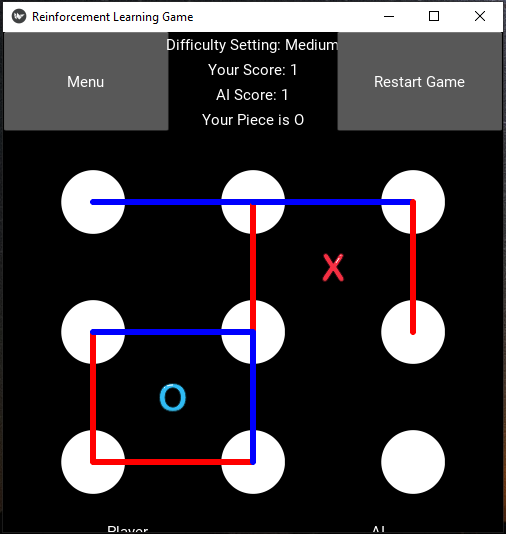 Reinforcement Learning Game
Menu
Difficulty Setting: Medium
Your Score: 1
AI Score: 1
Your Piece is O
Restart Game
X
O
Player
AI